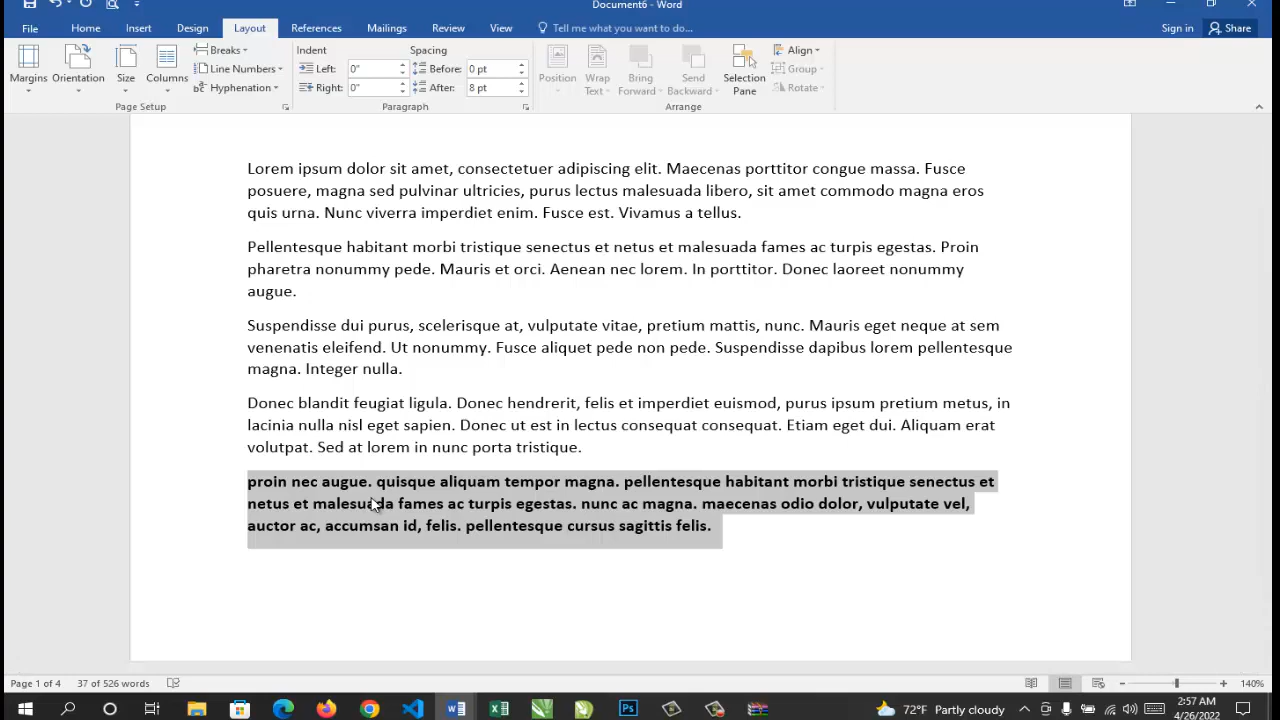 Document6 - Word
File Home Insert Design Layout References Mailings Review View Tell me what you want to do... Sign in Share
Margins Orientation Size Columns
Breaks
Line Numbers
Hyphenation
Page Setup
Indent Spacing
Left: 0" Before: 0 pt
Right: 0" After: 8 pt
Paragraph
Position Wrap Text Bring Forward Send Backward Selection Pane
Align
Group
Rotate
Arrange
Lorem ipsum dolor sit amet, consectetuer adipiscing elit. Maecenas porttitor congue massa. Fusce
posuere, magna sed pulvinar ultricies, purus lectus malesuada libero, sit amet commodo magna eros
quis urna. Nunc viverra imperdiet enim. Fusce est. Vivamus a tellus.
Pellentesque habitant morbi tristique senectus et netus et malesuada fames ac turpis egestas. Proin
pharetra nonummy pede. Mauris et orci. Aenean nec lorem. In porttitor. Donec laoreet nonummy
augue.
Suspendisse dui purus, scelerisque at, vulputate vitae, pretium mattis, nunc. Mauris eget neque at sem
venenatis eleifend. Ut nonummy. Fusce aliquet pede non pede. Suspendisse dapibus lorem pellentesque
magna. Integer nulla.
Donec blandit feugiat ligula. Donec hendrerit, felis et imperdiet euismod, purus ipsum pretium metus, in
lacinia nulla nisl eget sapien. Donec ut est in lectus consequat consequat. Etiam eget dui. Aliquam erat
volutpat. Sed at lorem in nunc porta tristique.
proin nec augue. quisque aliquam tempor magna. pellentesque habitant morbi tristique senectus et
netus et malesuada fames ac turpis egestas. nunc ac magna. maecenas odio dolor, vulputate vel,
auctor ac, accumsan id, felis. pellentesque cursus sagittis felis.
Page 1 of 4 37 of 526 words 140%
72°F Partly cloudy 2:57 AM
4/26/2022